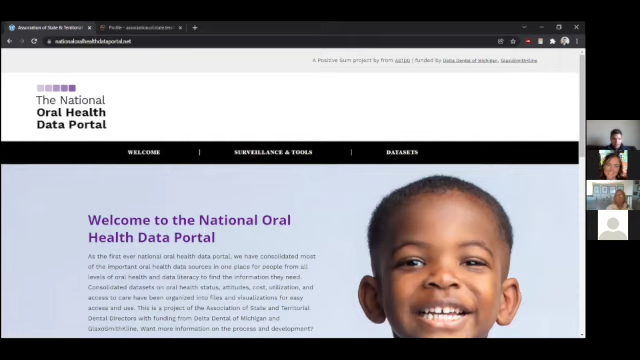 Association of State & Territorial
Profile - associationofstateterr
nationaloralhealthdataportal.net
A Positive Sum project by from ASTDD | funded by Delta Dental of Michigan, GlaxoSmithKline
The National
Oral Health
Data Portal
WELCOME | SURVEILLANCE & TOOLS | DATASETS
Welcome to the National Oral
Health Data Portal
As the first ever national oral health data portal, we have consolidated most
of the important oral health data sources in one place for people from all
levels of oral health and data literacy to find the information they need.
Consolidated datasets on oral health status, attitudes, cost, utilization, and
access to care have been organized into files and visualizations for easy
access and use. This is a project of the Association of State and Territorial
Dental Directors with funding from Delta Dental of Michigan and
GlaxoSmithKline. Want more information on the process and development?